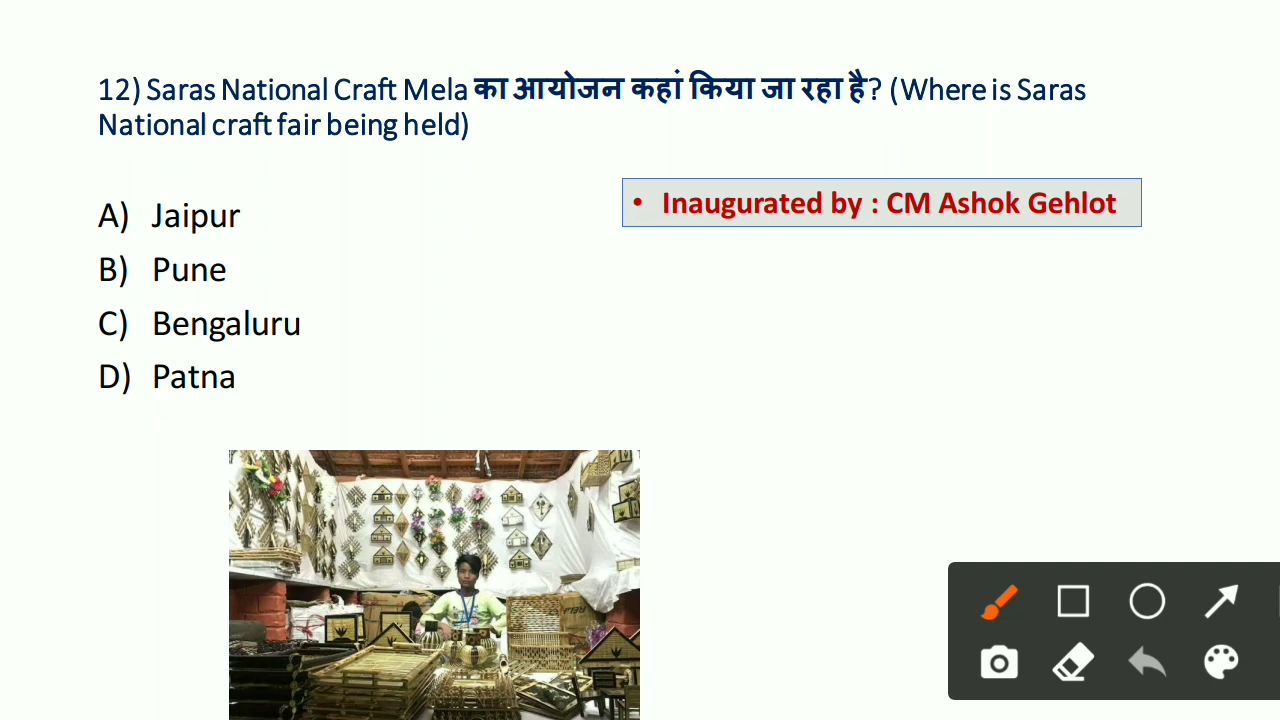 12) Saras National Craft Mela का आयोजन कहां किया जा रहा है? (Where is Saras
National craft fair being held)
• Inaugurated by : CM Ashok Gehlot
A) Jaipur
B) Pune
C) Bengaluru
D) Patna